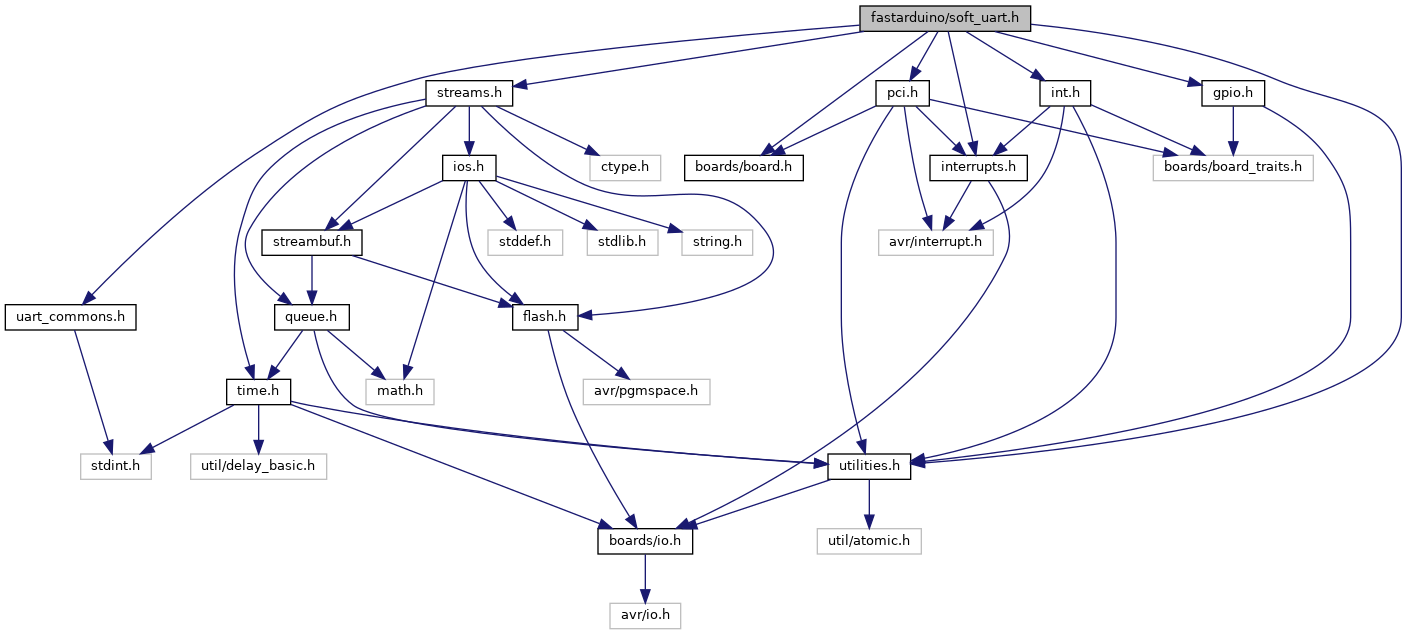 fastarduino/soft_uart.h
streams.h
pci.h
int.h
gpio.h
ios.h
ctype.h
boards/board.h
interrupts.h
boards/board_traits.h
streambuf.h
stddef.h
stdlib.h
string.h
avr/interrupt.h
uart_commons.h
queue.h
flash.h
time.h
math.h
avr/pgmspace.h
stdint.h
util/delay_basic.h
utilities.h
boards/io.h
util/atomic.h
avr/io.h